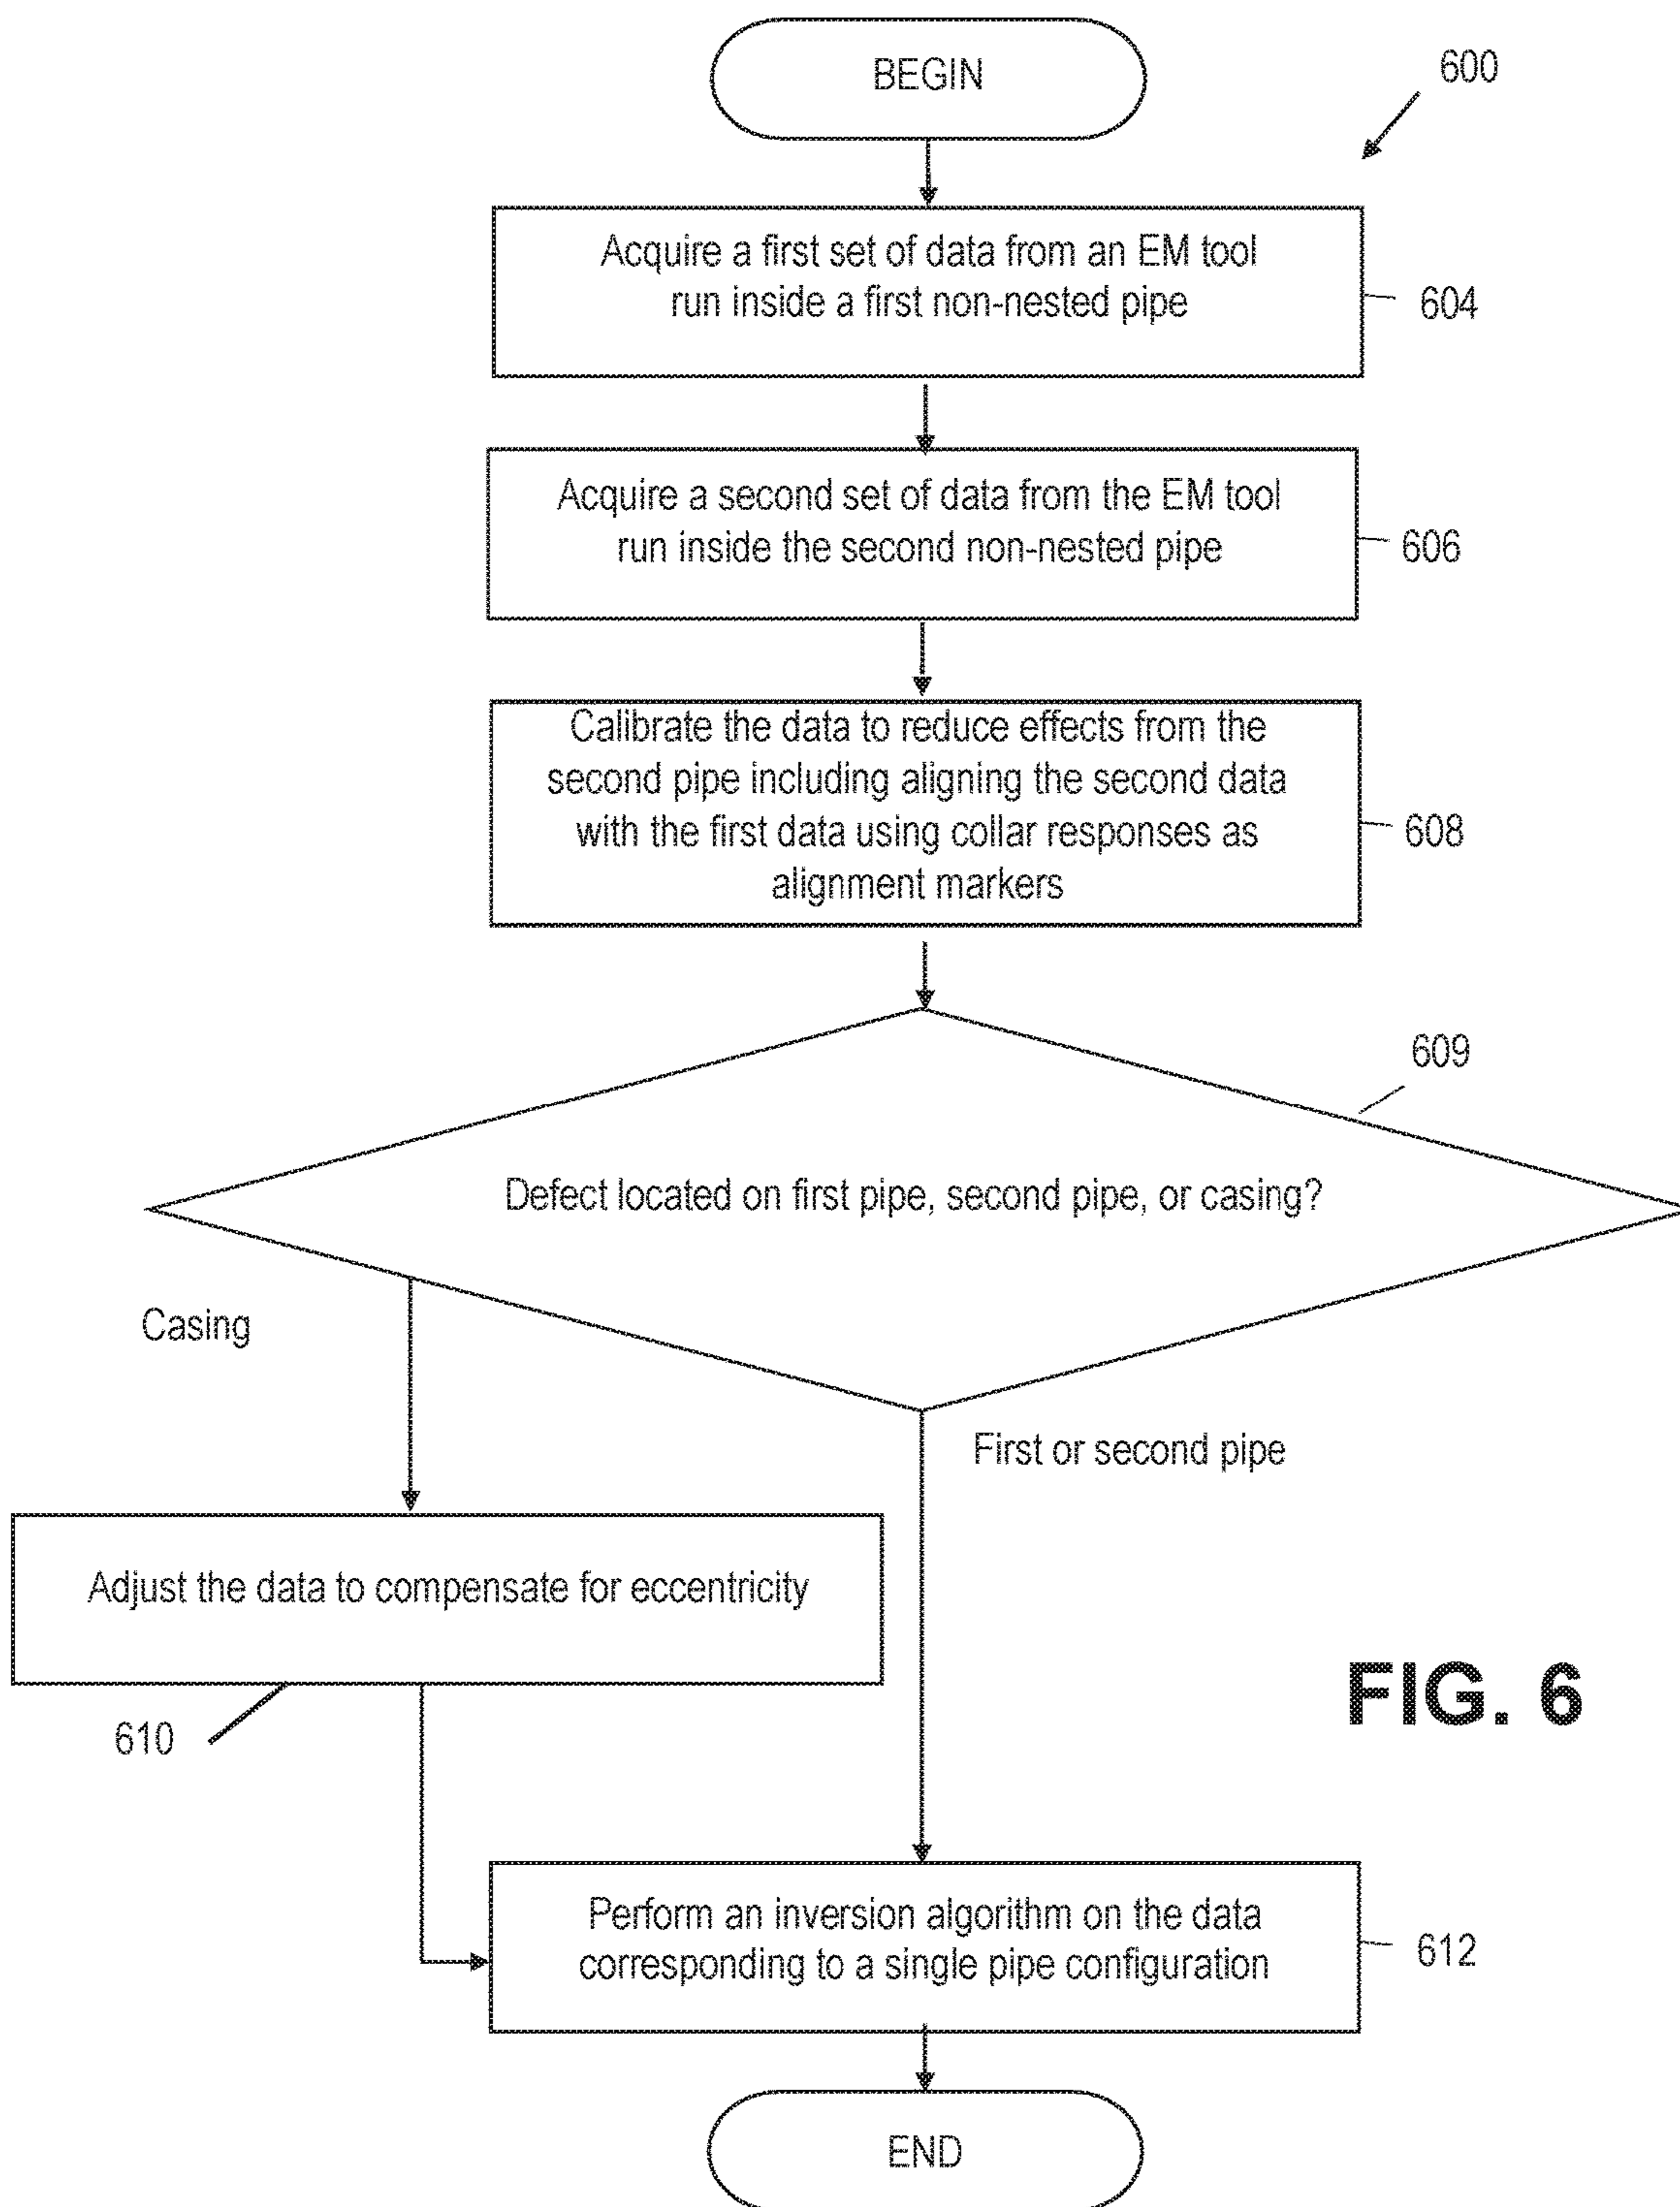 BEGIN
600
Acquire a first set of data from an EM tool
run inside a first non-nested pipe
604
Acquire a second set of data from the EM tool
run inside the second non-nested pipe
606
Calibrate the data to reduce effects from the
second pipe including aligning the second data
with the first data using collar responses as
alignment markers
608
609
Defect located on first pipe, second pipe, or casing?
Casing
First or second pipe
Adjust the data to compensate for eccentricity
610
FIG. 6
Perform an inversion algorithm on the data
corresponding to a single pipe configuration
612
END